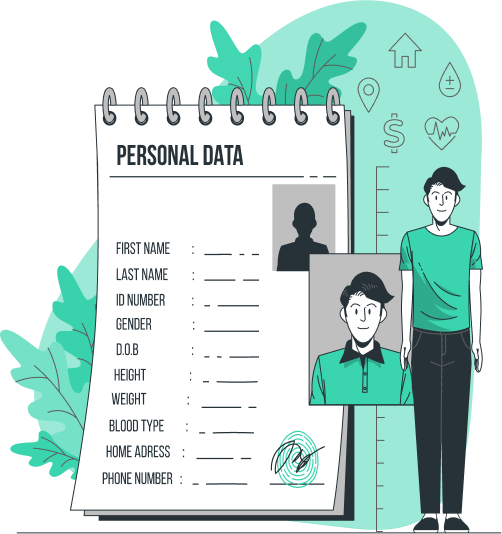 PERSONAL DATA
FIRST NAME :
LAST NAME :
ID NUMBER :
GENDER :
D.O.B :
HEIGHT :
WEIGHT :
BLOOD TYPE :
HOME ADRESS :
PHONE NUMBER :